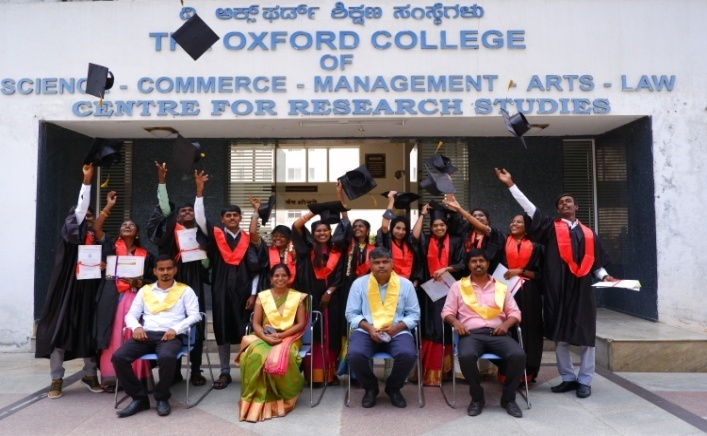 ದಿ ಆಕ್ಸ್‌ಫರ್ಡ್ ಶಿಕ್ಷಣ ಸಂಸ್ಥೆಗಳು
OXFORD COLLEGE
OF
SCIENCE - COMMERCE - MANAGEMENT - ARTS - LAW
CENTRE FOR RESEARCH STUDIES